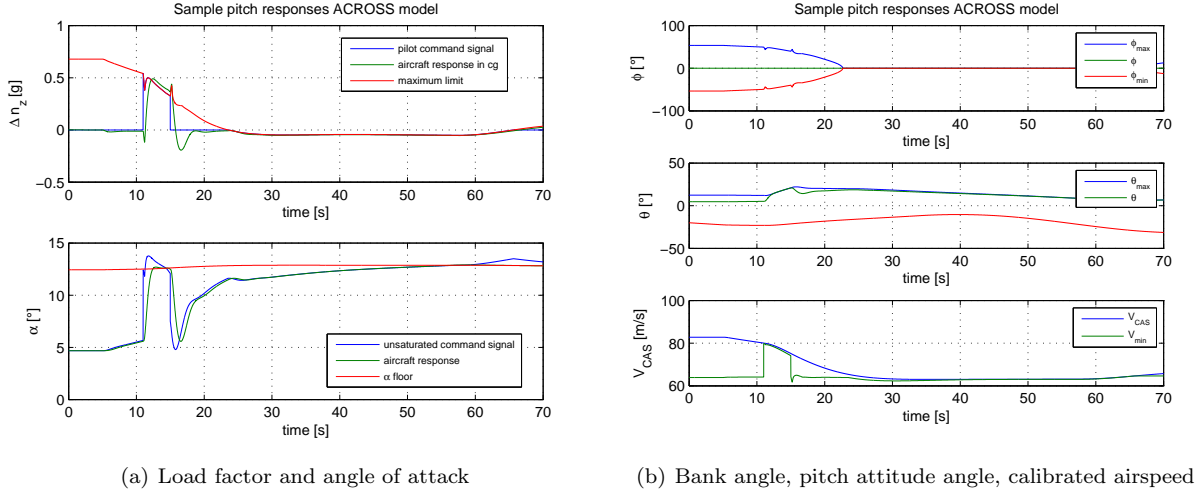 Sample pitch responses ACROSS model
1
0.5
0
−0.5
Δ n_z [g]
pilot command signal
aircraft response in cg
maximum limit
0 10 20 30 40 50 60 70
time [s]
15
10
5
0
α [°]
unsaturated command signal
aircraft response
α floor
0 10 20 30 40 50 60 70
time [s]
(a) Load factor and angle of attack
Sample pitch responses ACROSS model
100
0
−100
ϕ [°]
ϕ_max
ϕ
ϕ_min
0 10 20 30 40 50 60 70
time [s]
50
0
−50
θ [°]
θ_max
θ
0 10 20 30 40 50 60 70
time [s]
100
80
60
V_CAS [m/s]
V_CAS
V_min
0 10 20 30 40 50 60 70
time [s]
(b) Bank angle, pitch attitude angle, calibrated airspeed